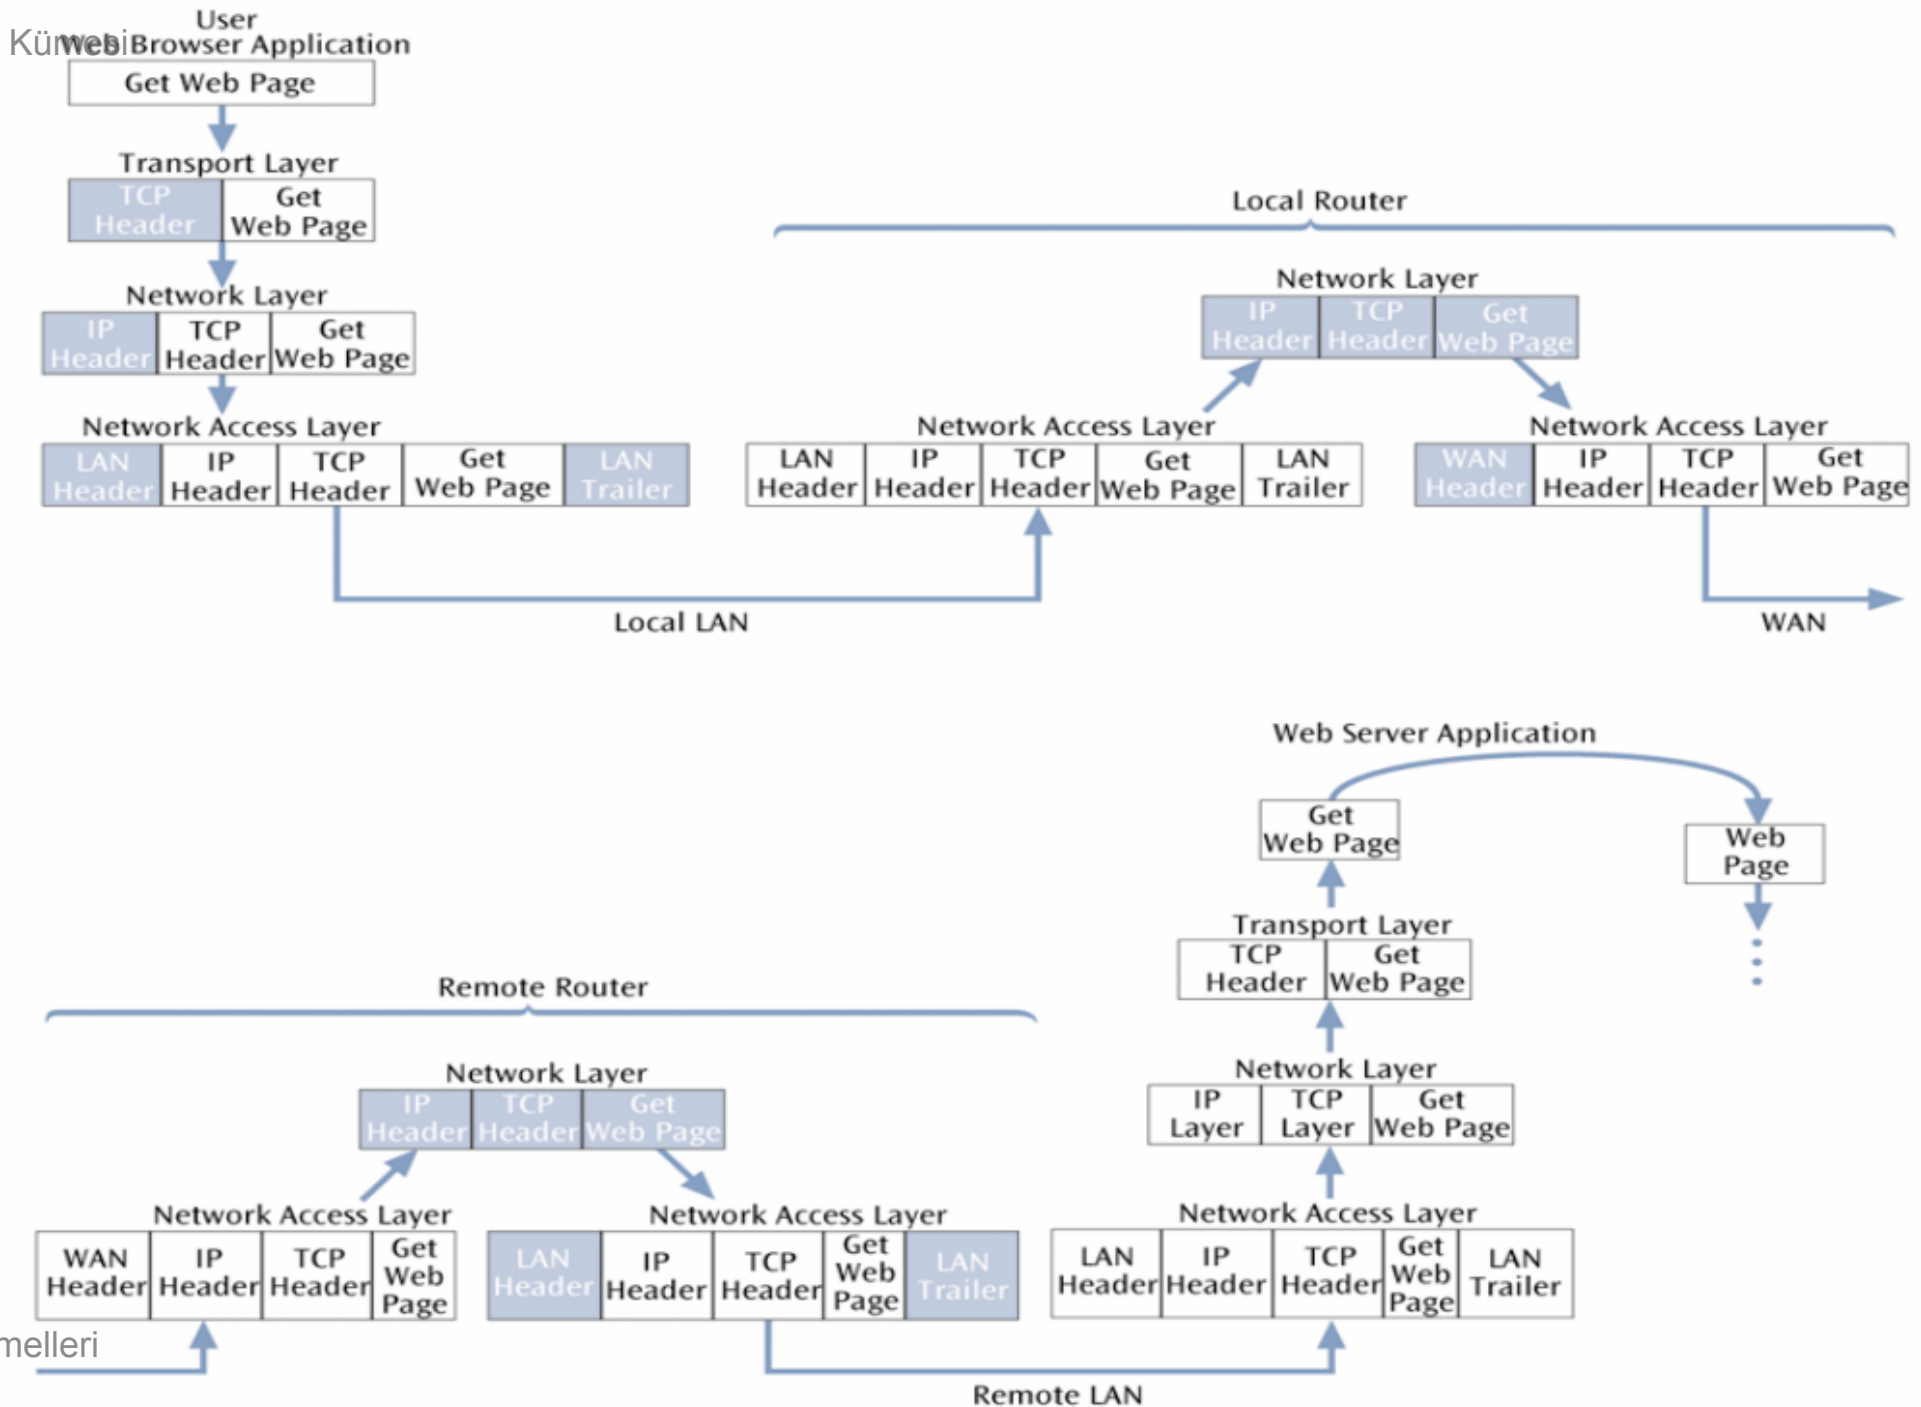 User
Kümesi
Web Browser Application
Get Web Page
Transport Layer
TCP Header
Get Web Page
Network Layer
IP Header
TCP Header
Get Web Page
Network Access Layer
LAN Header
IP Header
TCP Header
Get Web Page
LAN Trailer
Local LAN
Local Router
Network Access Layer
LAN Header
IP Header
TCP Header
Get Web Page
LAN Trailer
Network Layer
IP Header
TCP Header
Get Web Page
Network Access Layer
WAN Header
IP Header
TCP Header
Get Web Page
WAN
Remote Router
Network Access Layer
WAN Header
IP Header
TCP Header
Get Web Page
Network Layer
IP Header
TCP Header
Get Web Page
Network Access Layer
LAN Header
IP Header
TCP Header
Get Web Page
LAN Trailer
melleri
Remote LAN
Network Access Layer
LAN Header
IP Header
TCP Header
Get Web Page
LAN Trailer
Network Layer
IP Layer
TCP Layer
Get Web Page
Transport Layer
TCP Header
Get Web Page
Web Server Application
Get Web Page
Web Page